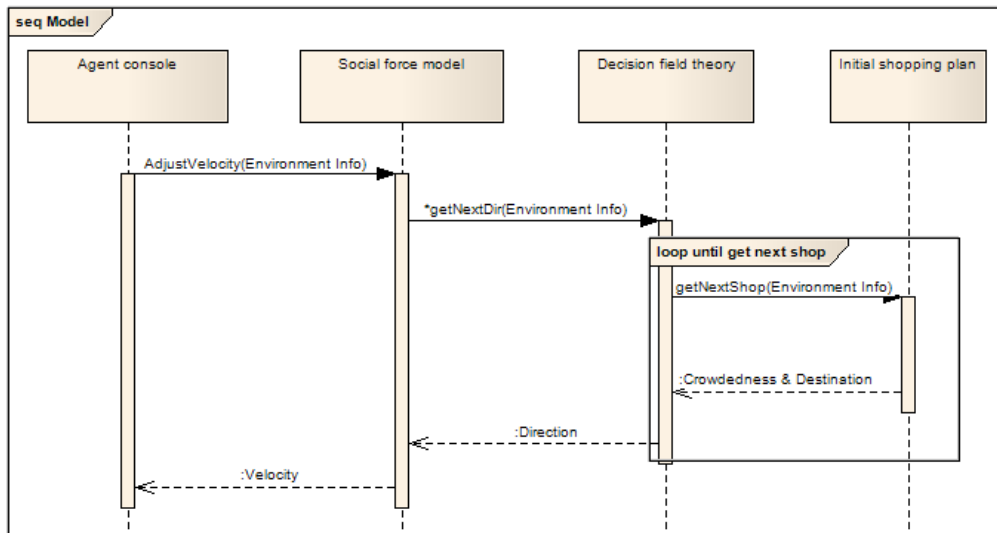 seq Model
Agent console
Social force model
Decision field theory
Initial shopping plan
AdjustVelocity(Environment Info)
*getNextDir(Environment Info)
loop until get next shop
getNextShop(Environment Info)
:Crowdedness & Destination
:Direction
:Velocity